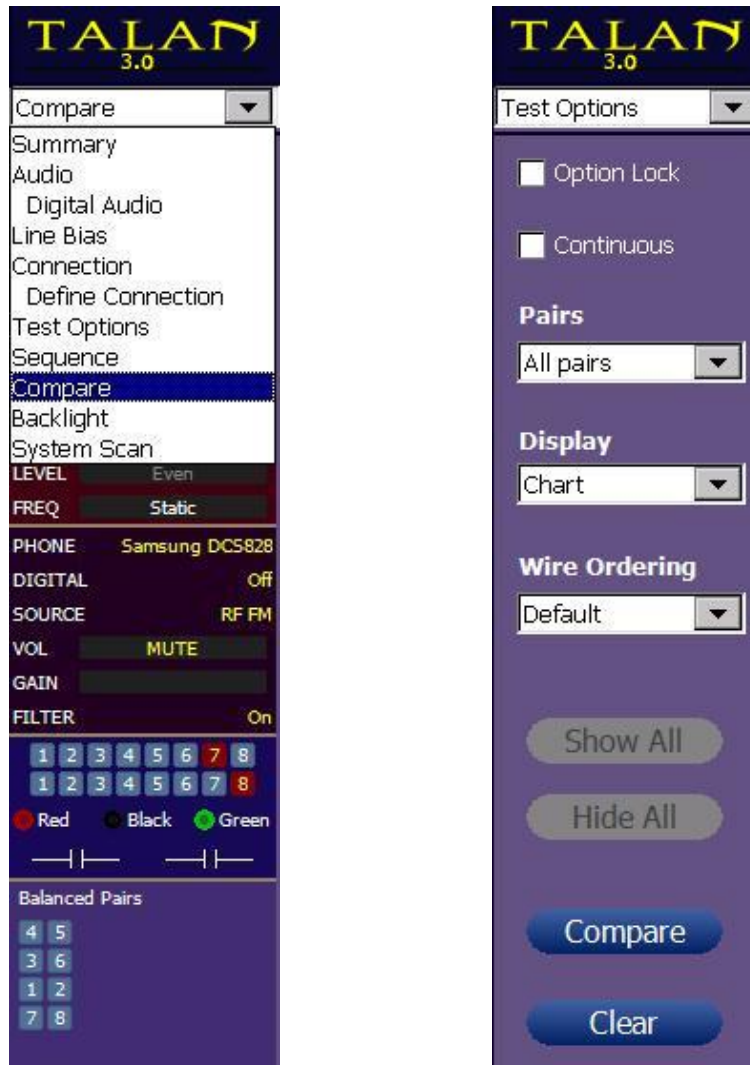 TALAN
3.0
Compare
Summary
Audio
Digital Audio
Line Bias
Connection
Define Connection
Test Options
Sequence
Compare
Backlight
System Scan
LEVEL Even
FREQ Static
PHONE Samsung DCS828
DIGITAL Off
SOURCE RF FM
VOL MUTE
GAIN
FILTER On
1 2 3 4 5 6 7 8
1 2 3 4 5 6 7 8
Red Black Green
Balanced Pairs
4 5
3 6
1 2
7 8
TALAN
3.0
Test Options
Option Lock
Continuous
Pairs
All pairs
Display
Chart
Wire Ordering
Default
Show All
Hide All
Compare
Clear